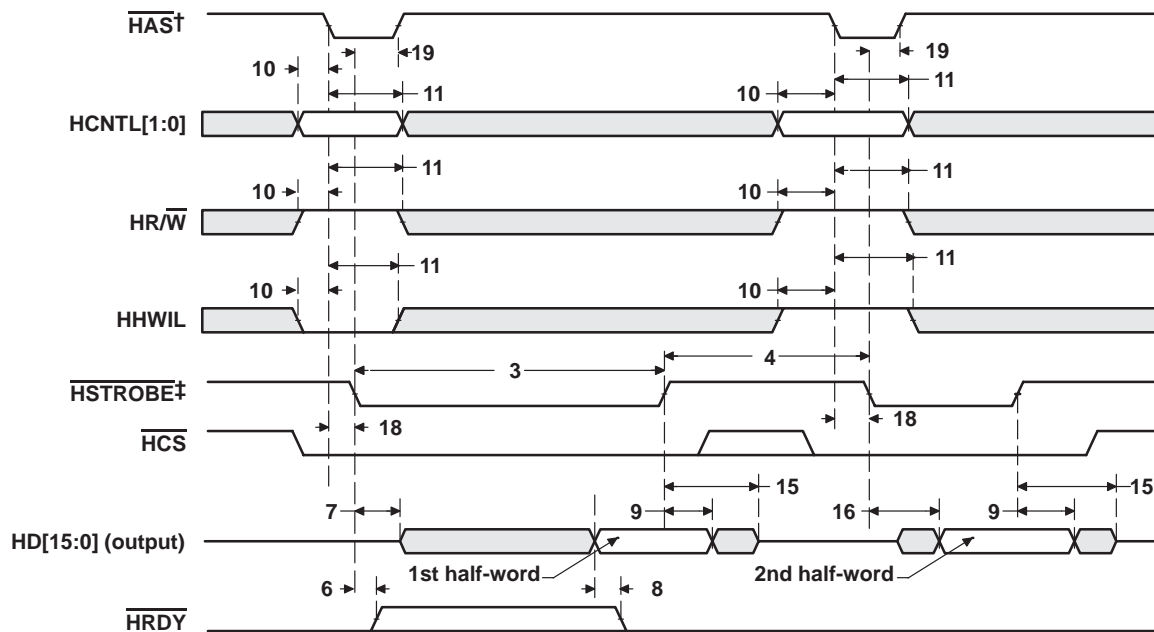 HAS†
19
19
10
11
10
11
HCNTL[1:0]
11
11
10
10
HR/W
11
11
10
10
HHWIL
3
4
HSTROBE‡
18
18
HCS
15
15
7
9
16
9
HD[15:0] (output)
1st half-word
2nd half-word
6
8
HRDY